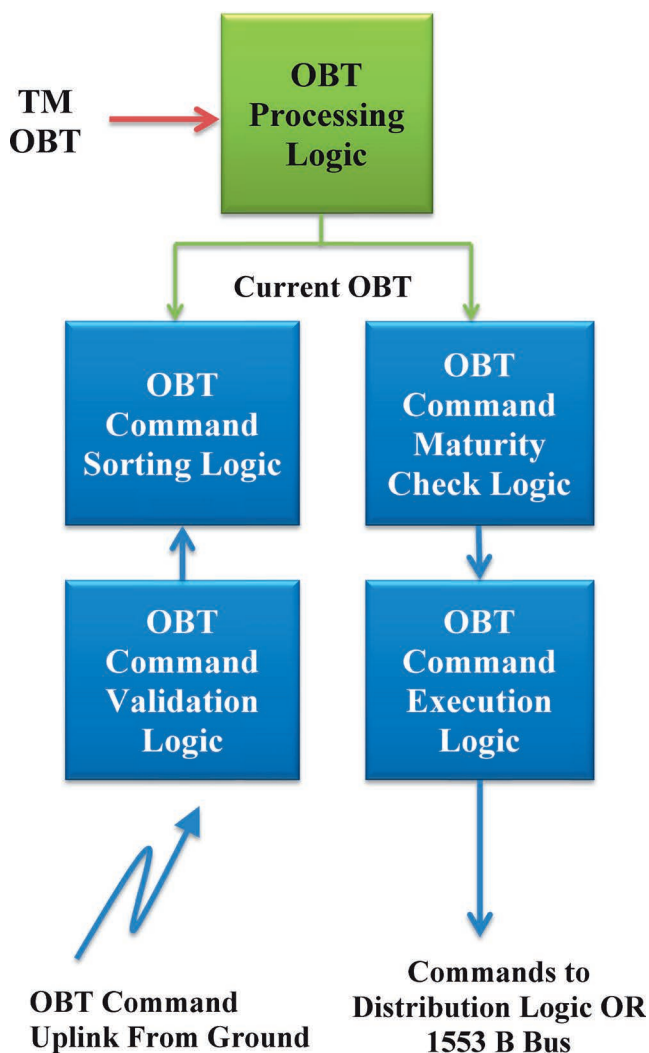 OBT
Processing
Logic
TM
OBT
Current OBT
OBT
Command
Sorting Logic
OBT
Command
Maturity
Check Logic
OBT
Command
Validation
Logic
OBT
Command
Execution
Logic
OBT Command
Uplink From Ground
Commands to
Distribution Logic OR
1553 B Bus